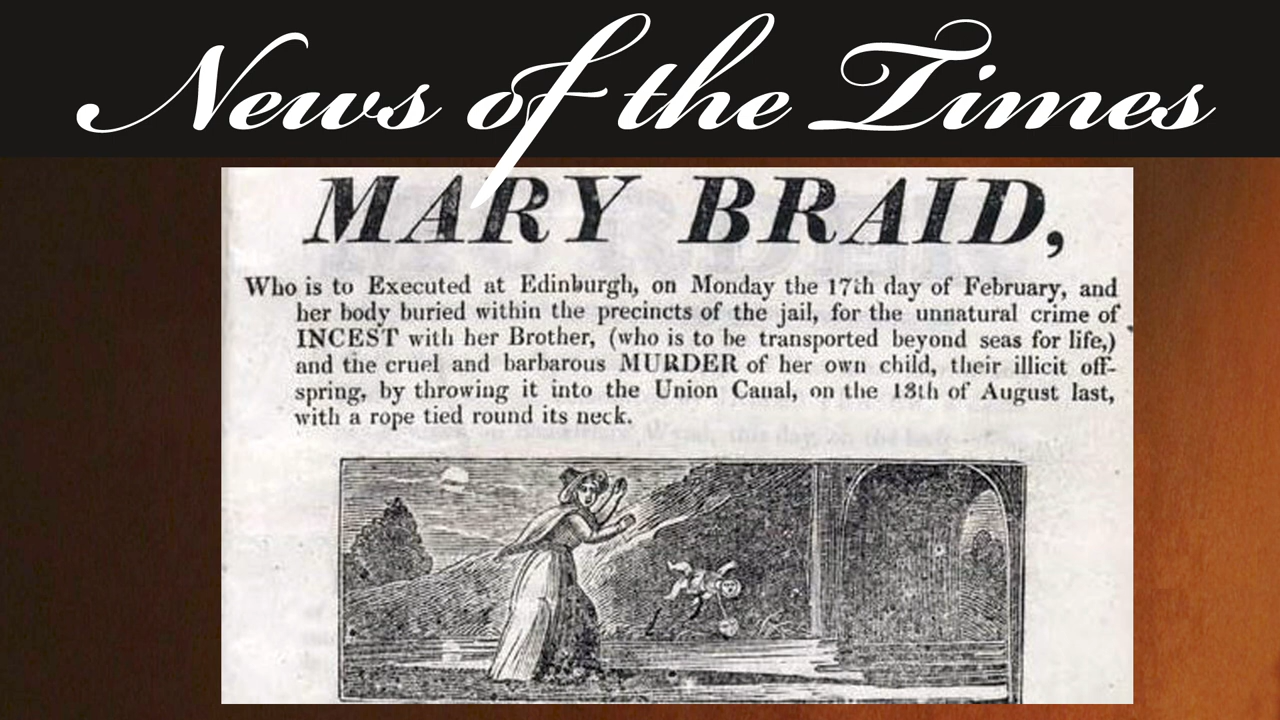 News of the Times
MARY BRAID,
Who is to Executed at Edinburgh, on Monday the 17th day of February, and
her body buried within the precincts of the jail, for the unnatural crime of
INCEST with her Brother, (who is to be transported beyond seas for life,)
and the cruel and barbarous MURDER of her own child, their illicit off-
spring, by throwing it into the Union Canal, on the 13th of August last,
with a rope tied round its neck.